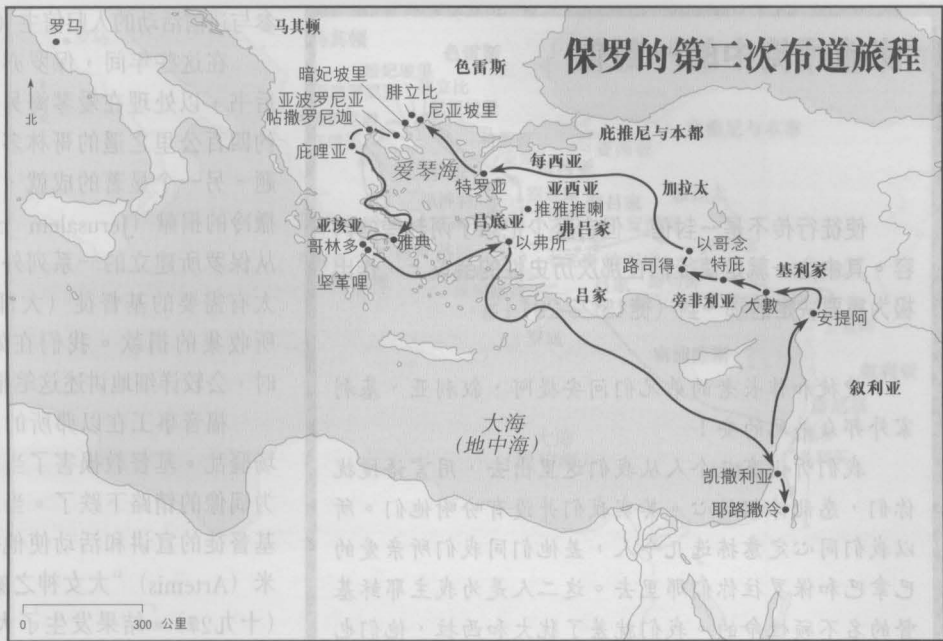 保罗的第二次布道旅程
罗马
北
马其顿
色雷斯
暗妃坡里
腓立比
亚波罗尼亚
尼亚坡里
帖撒罗尼迦
庇哩亚
庇推尼与本都
爱琴海
每西亚
特罗亚
亚西亚
加拉太
推雅推喇
吕底亚
弗吕家
亚该亚
哥林多
雅典
以弗所
坚革哩
以哥念
路司得
特庇
基利家
吕家
旁非利亚
大數
安提阿
叙利亚
大海
(地中海)
凯撒利亚
耶路撒冷
0 300 公里